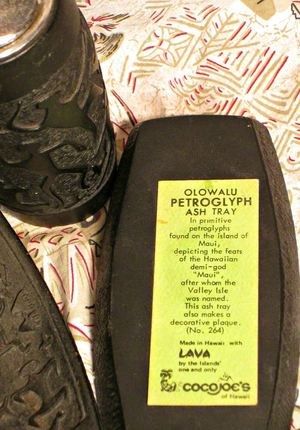 OLOWALU
PETROGLYPH
ASH TRAY
In primitive
petroglyphs
found on the island of
Maui,
depicting the feats
of the Hawaiian
demi-god
"Maui",
after whom the
Valley Isle
was named.
This ash tray
also makes a
decorative plaque.
(No. 264)
Made in Hawaii with
LAVA
by the Islands'
one and only
COCO JOE'S
of Hawaii